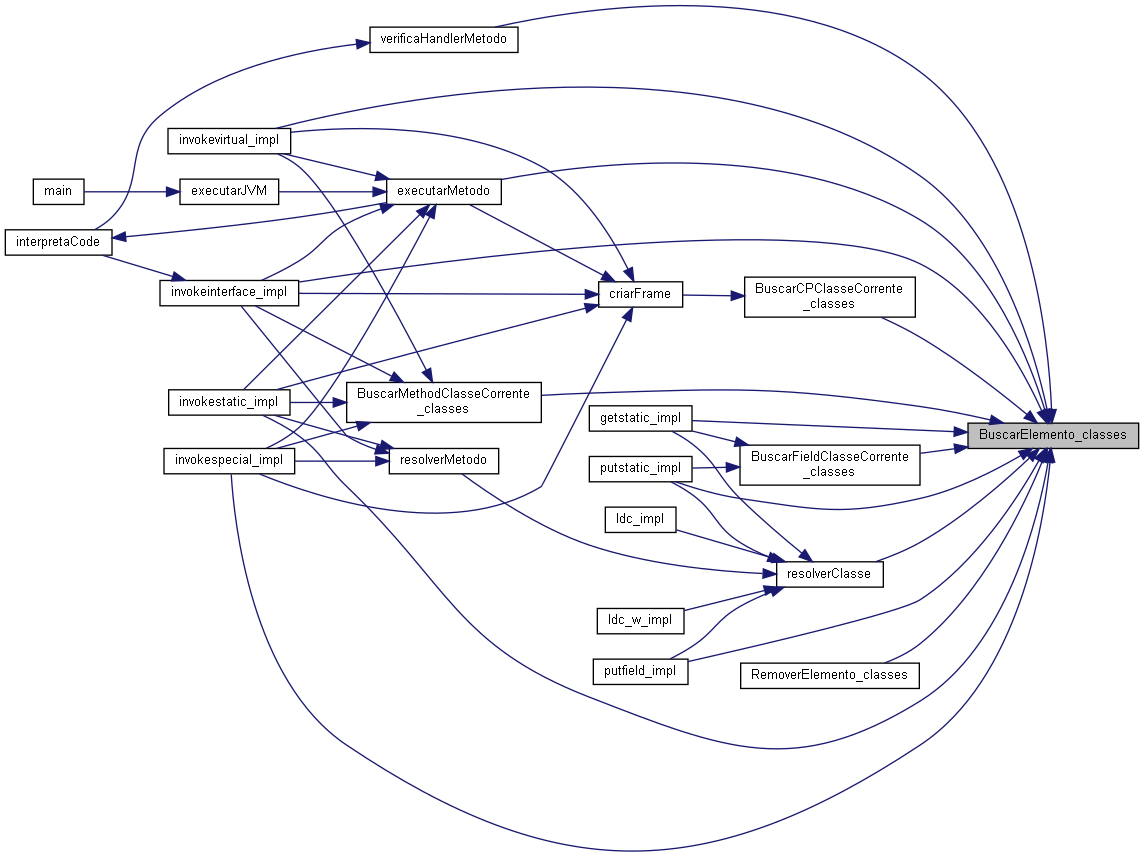 verificaHandlerMetodo
invokevirtual_impl
main
executarJVM
executarMetodo
interpretaCode
invokeinterface_impl
criarFrame
BuscarCPClasseCorrente
_classes
invokestatic_impl
BuscarMethodClasseCorrente
_classes
getstatic_impl
BuscarElemento_classes
invokespecial_impl
resolverMetodo
putstatic_impl
BuscarFieldClasseCorrente
_classes
ldc_impl
resolverClasse
ldc_w_impl
putfield_impl
RemoverElemento_classes